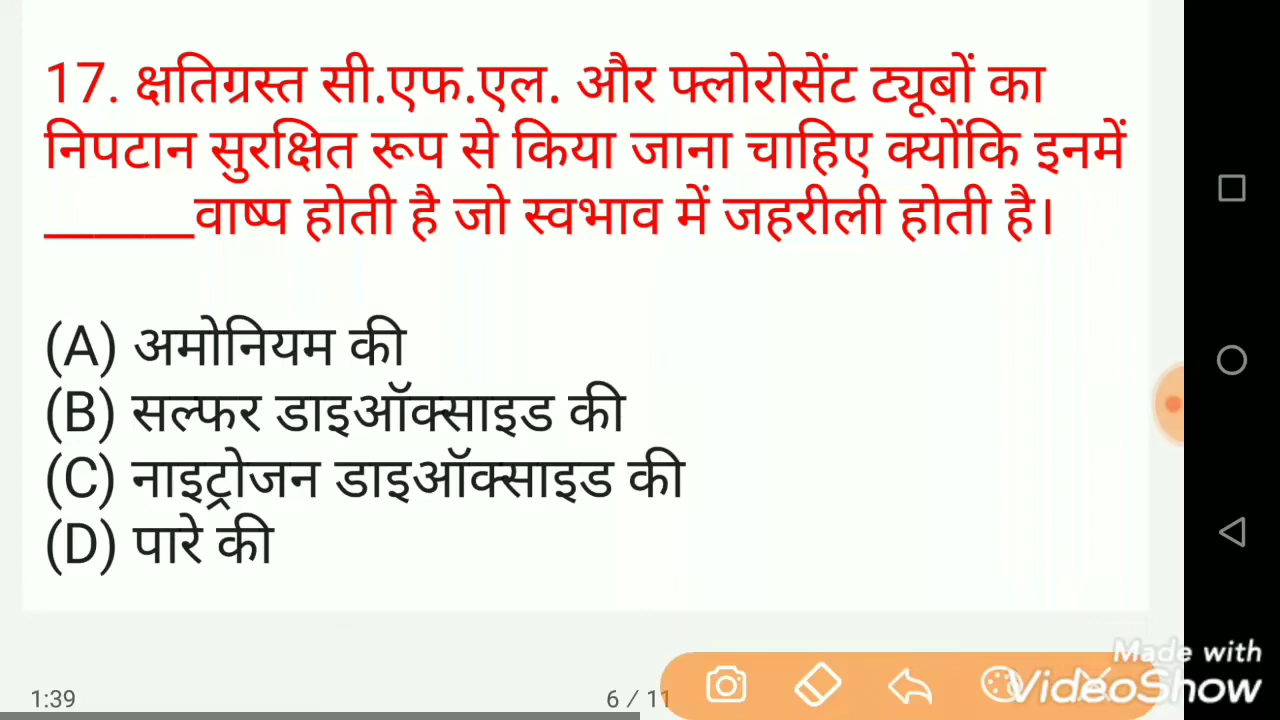 17. क्षतिग्रस्त सी.एफ.एल. और फ्लोरोसेंट ट्यूबों का
निपटान सुरक्षित रूप से किया जाना चाहिए क्योंकि इनमें
______वाष्प होती है जो स्वभाव में जहरीली होती है।
(A) अमोनियम की
(B) सल्फर डाइऑक्साइड की
(C) नाइट्रोजन डाइऑक्साइड की
(D) पारे की
Made with
VideoShow
1:39
6 / 11